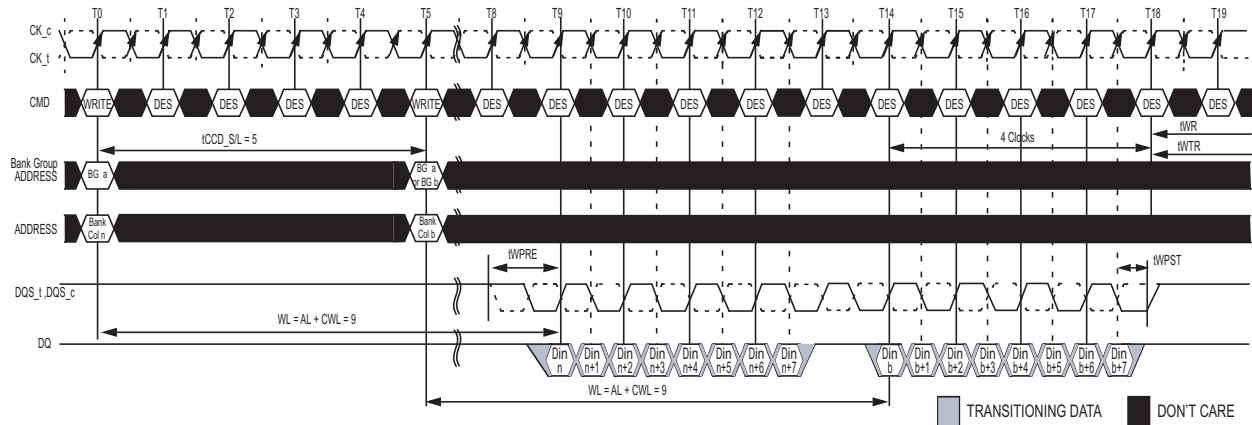 T0 T1 T2 T3 T4 T5 T8 T9 T10 T11 T12 T13 T14 T15 T16 T17 T18 T19
CK_c
CK_t
CMD WRITE DES DES DES DES WRITE DES DES DES DES DES DES DES DES DES DES DES DES
tCCD_S/L = 5
4 Clocks
tWR
tWTR
Bank Group
ADDRESS
BG a
BG a
or BG b
ADDRESS
Bank
Col n
Bank
Col b
tWPRE
tWPST
DQS_t ,DQS_c
WL = AL + CWL = 9
DQ
Din
n
Din
n+1
Din
n+2
Din
n+3
Din
n+4
Din
n+5
Din
n+6
Din
n+7
Din
b
Din
b+1
Din
b+2
Din
b+3
Din
b+4
Din
b+5
Din
b+6
Din
b+7
WL = AL + CWL = 9
TRANSITIONING DATA
DON'T CARE